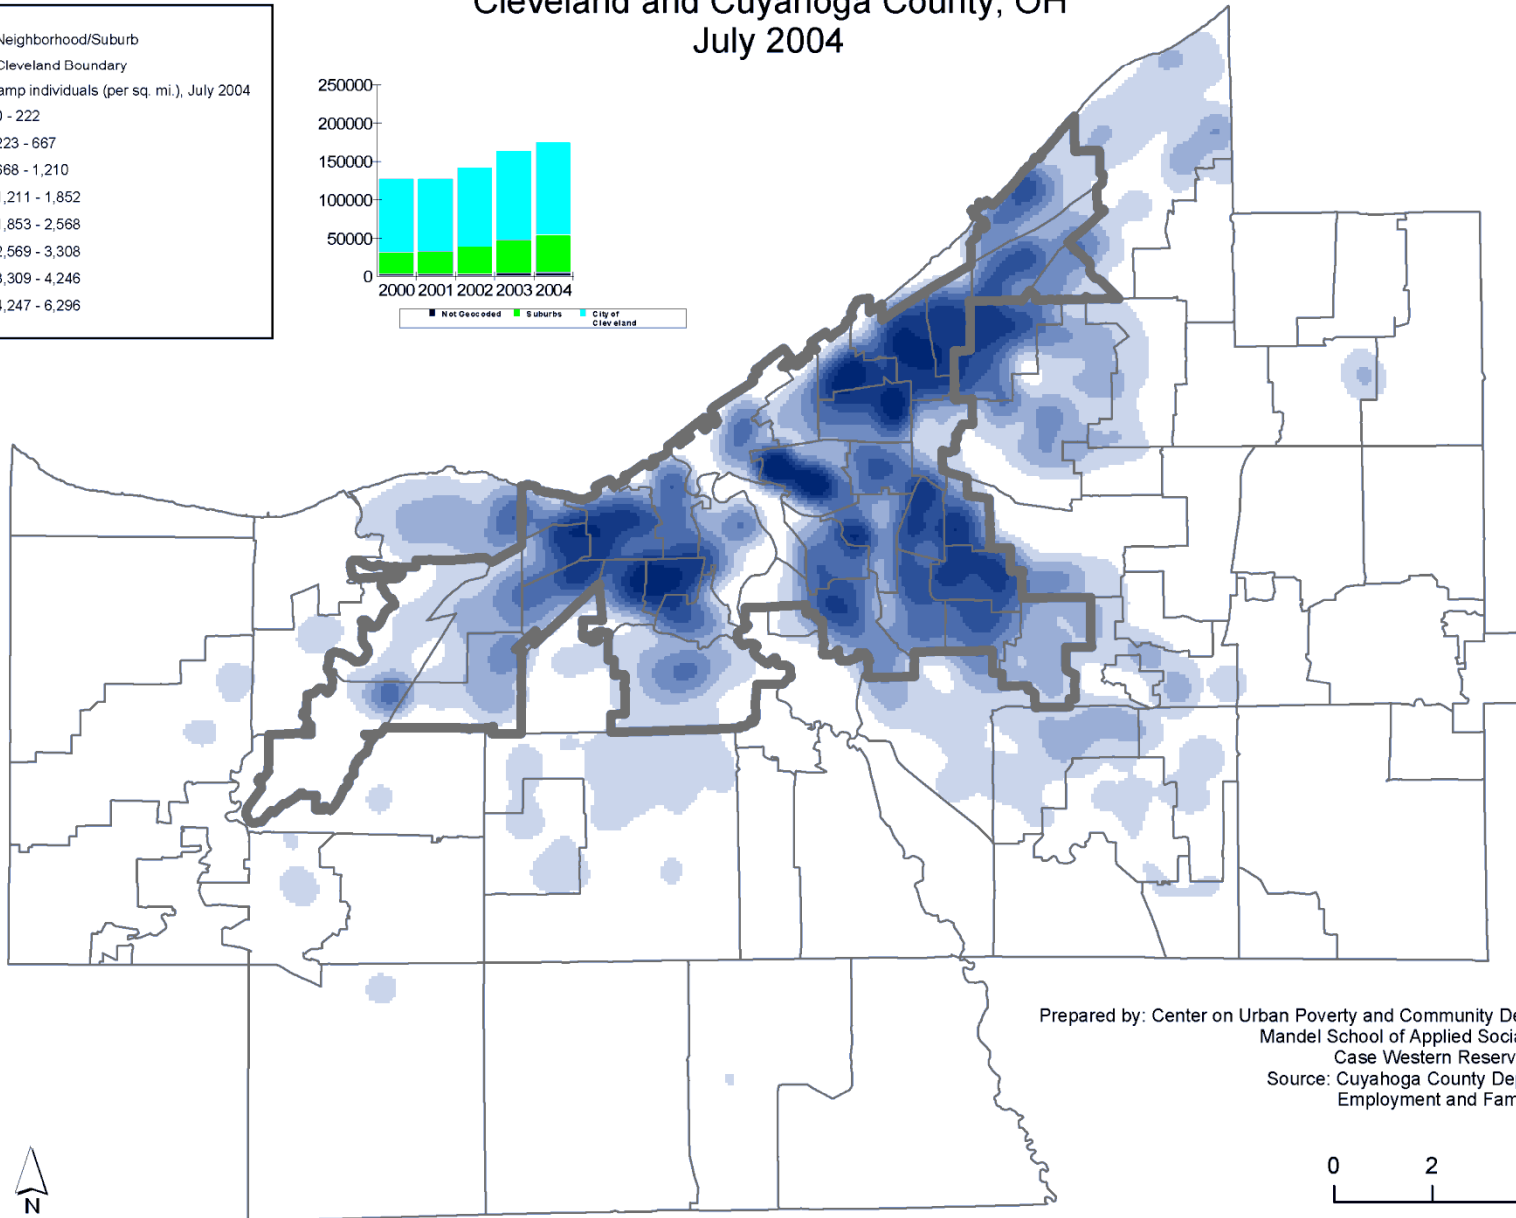 Cleveland and Cuyahoga County, OH
July 2004
Neighborhood/Suburb
Cleveland Boundary
amp individuals (per sq. mi.), July 2004
0 - 222
223 - 667
668 - 1,210
1,211 - 1,852
1,853 - 2,568
2,569 - 3,308
3,309 - 4,246
4,247 - 6,296
250000
200000
150000
100000
50000
0
2000 2001 2002 2003 2004
Not Geocoded Suburbs City of
Cleveland
Prepared by: Center on Urban Poverty and Community De
Mandel School of Applied Socia
Case Western Reserv
Source: Cuyahoga County Dep
Employment and Fam
0 2
N